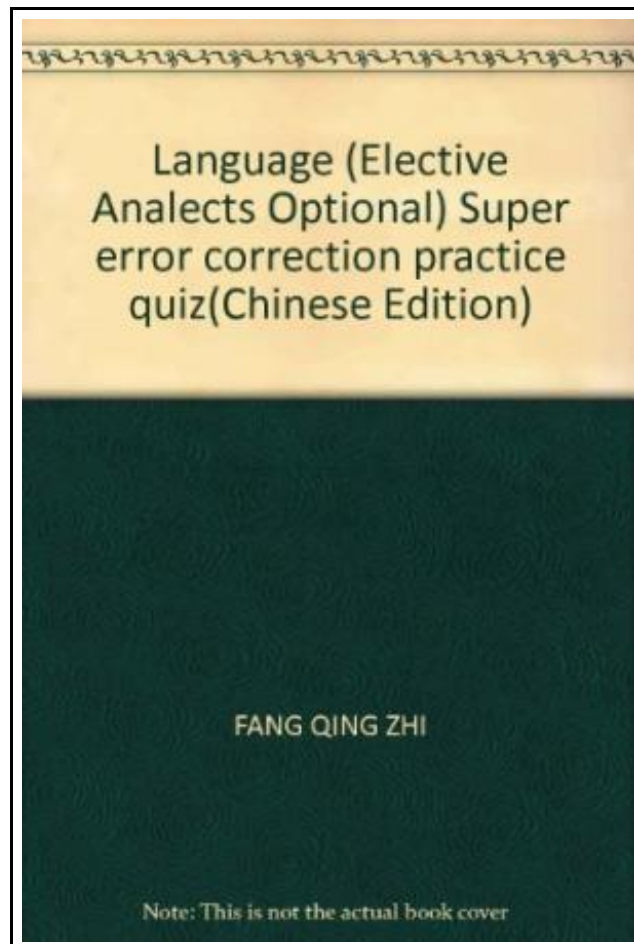 Language (Elective
Analects Optional) Super
error correction practice
quiz(Chinese Edition)
FANG QING ZHI
Note: This is not the actual book cover